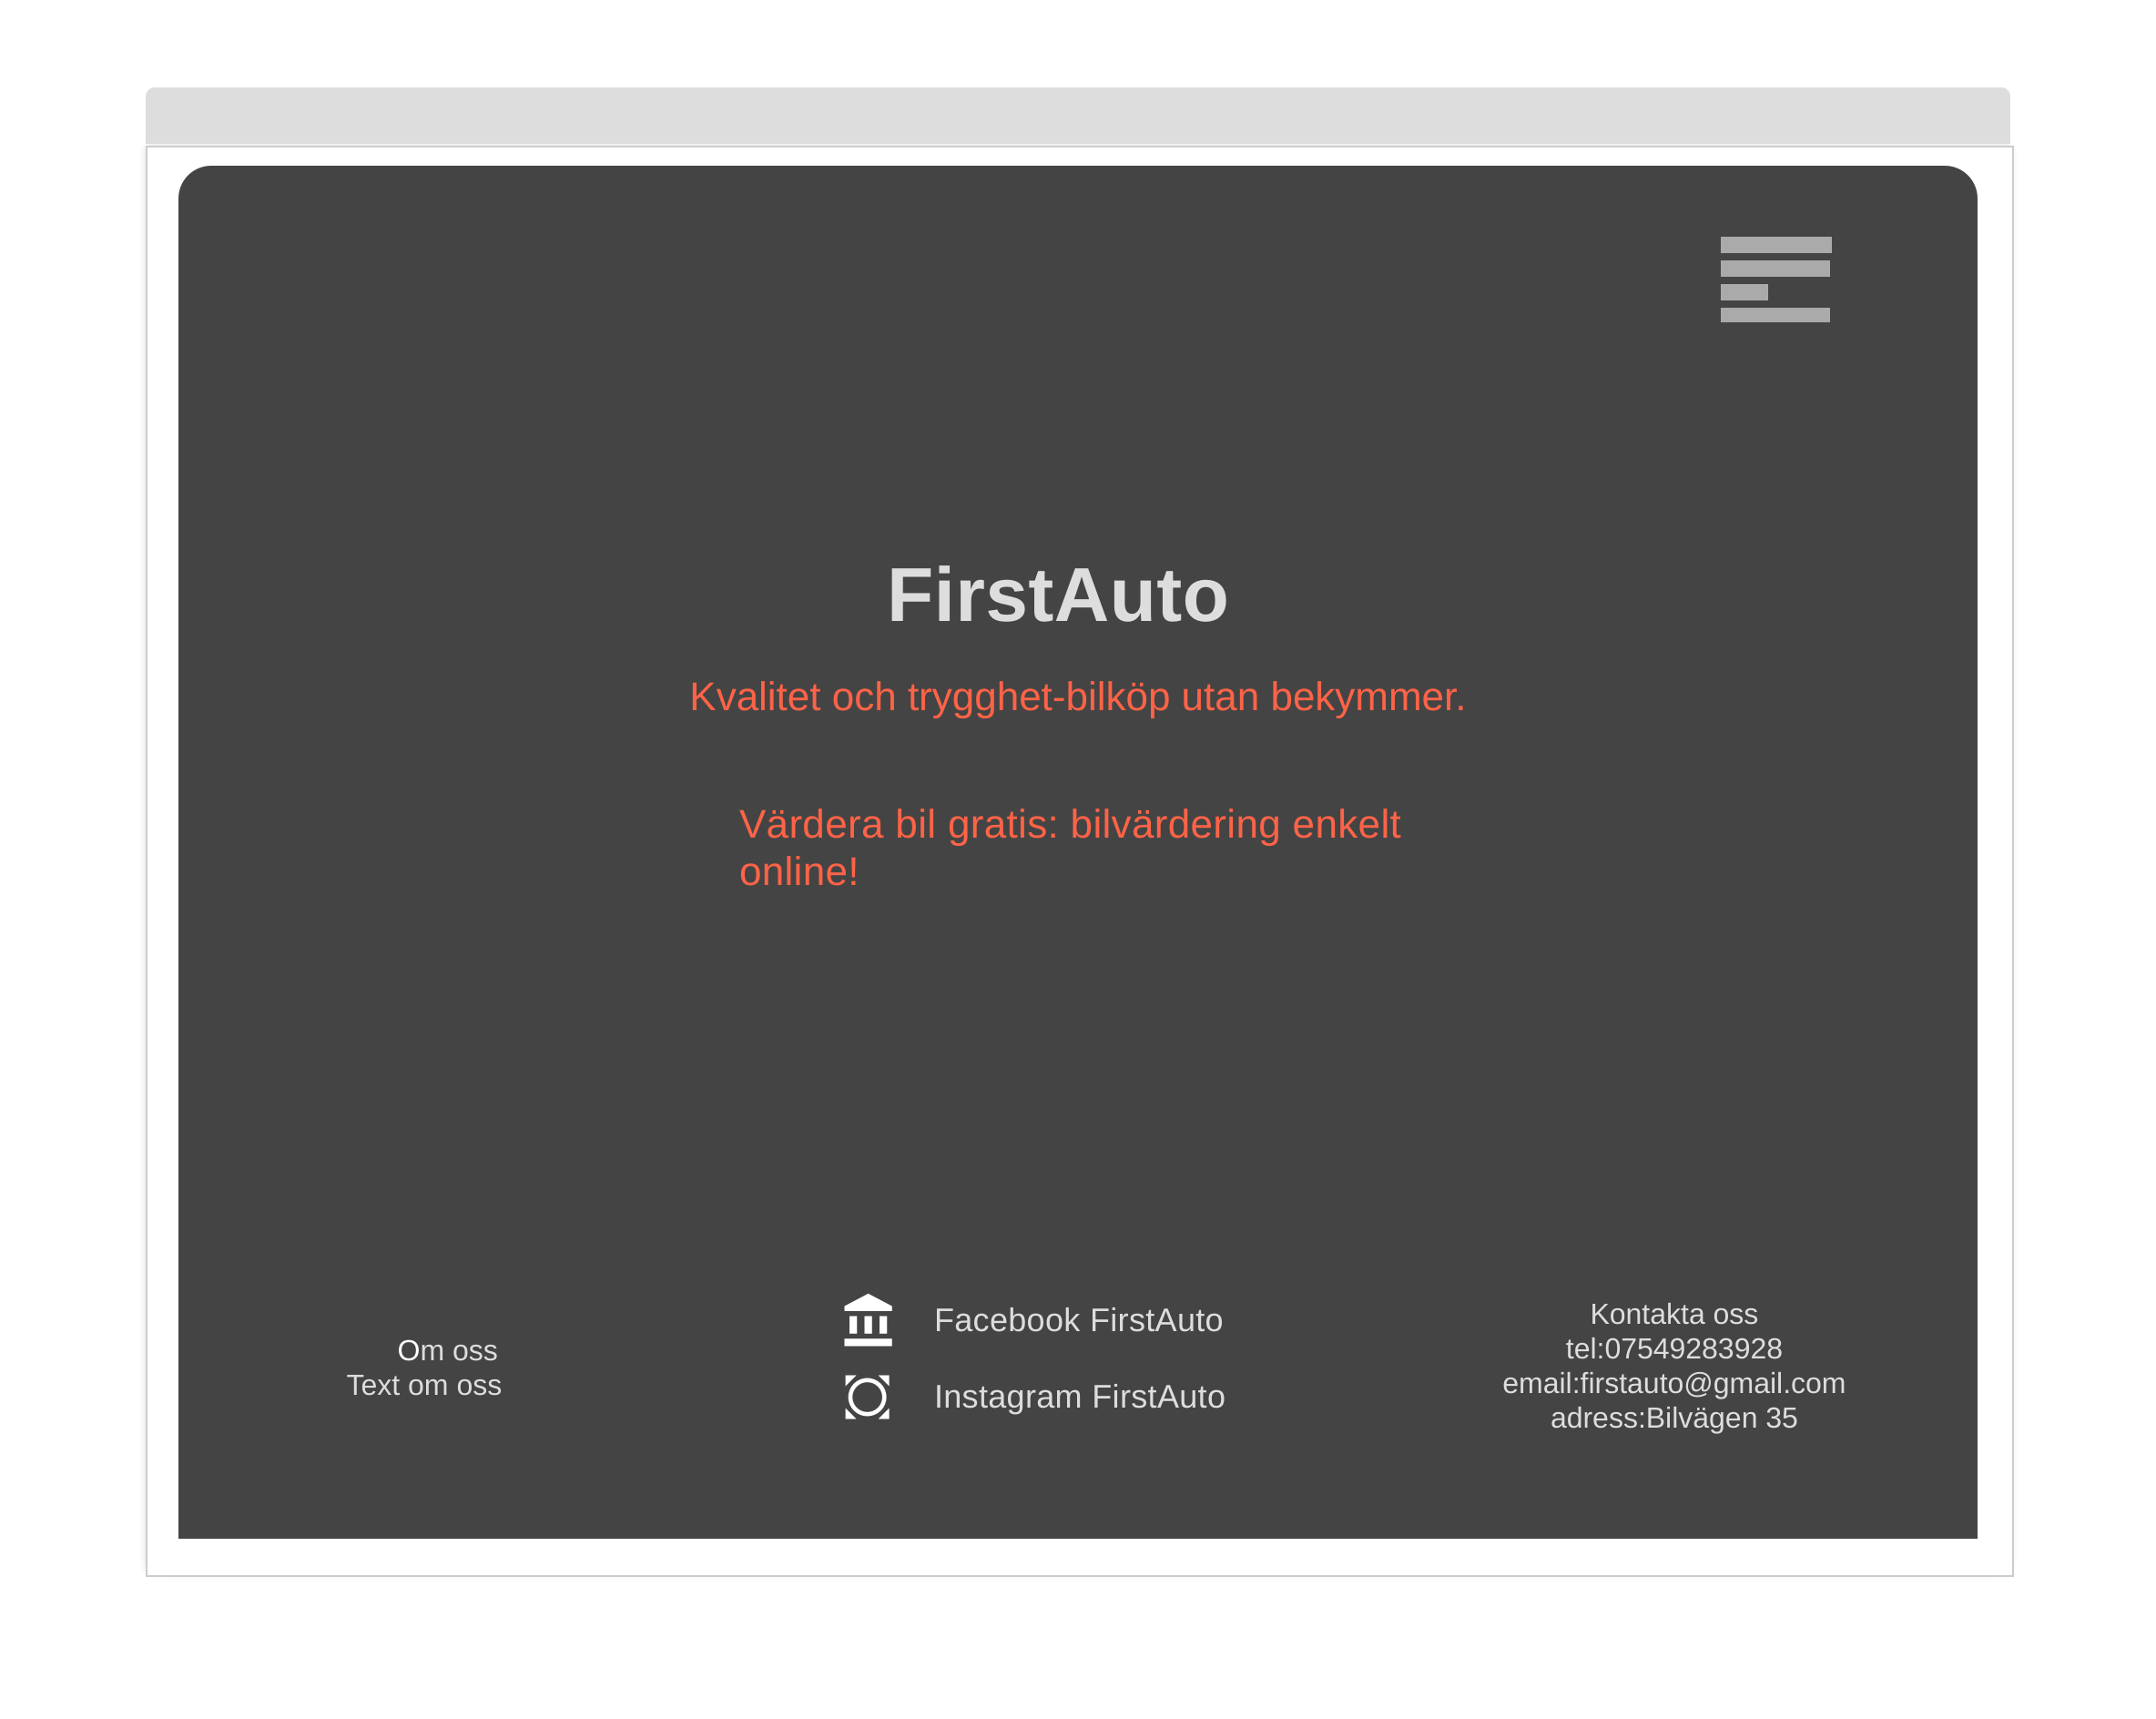 FirstAuto
Kvalitet och trygghet-bilköp utan bekymmer.
Värdera bil gratis: bilvärdering enkelt
online!
Om oss
Text om oss
Facebook FirstAuto
Instagram FirstAuto
Kontakta oss
tel:07549283928
email:firstauto@gmail.com
adress:Bilvägen 35